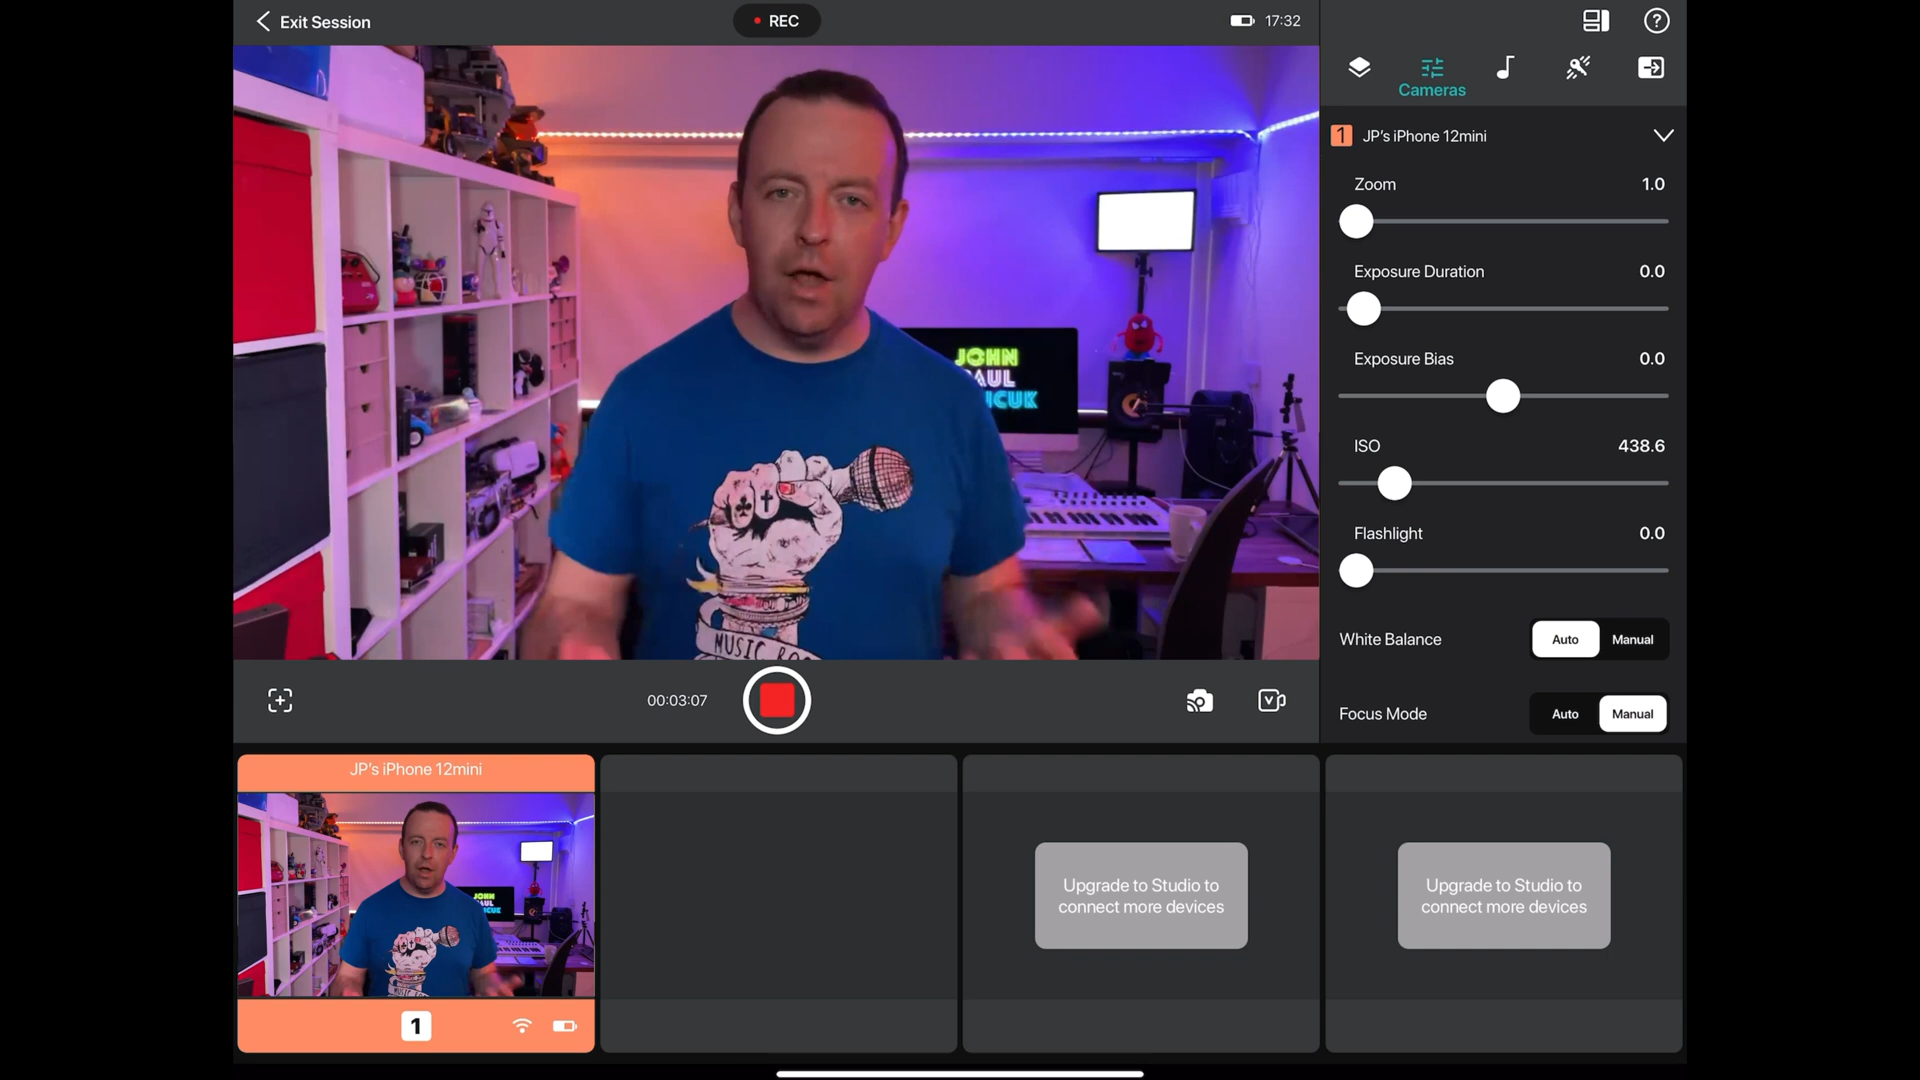 Exit Session
REC
17:32
Cameras
1 JP's iPhone 12mini
Zoom 1.0
Exposure Duration 0.0
Exposure Bias 0.0
ISO 438.6
Flashlight 0.0
White Balance Auto Manual
Focus Mode Auto Manual
JOHN
MUSIC
00:03:07
JP's iPhone 12mini
JOHN
1
Upgrade to Studio to
connect more devices
Upgrade to Studio to
connect more devices